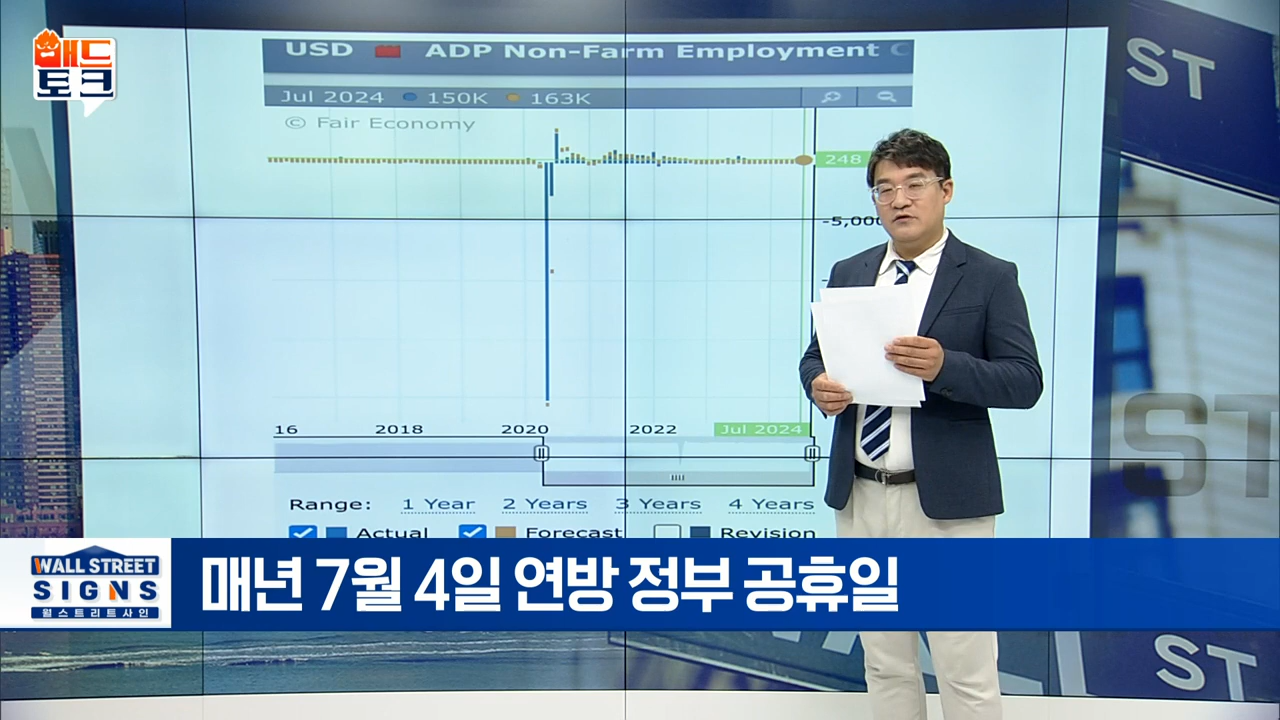 매드
토크
USD ADP Non-Farm Employment C
ST
Jul 2024 150K 163K
© Fair Economy
248
-5,000
16 2018 2020 2022 Jul 2024
ST
Range: 1 Year 2 Years 3 Years 4 Years
Actual Forecast Revision
WALL STREET
SIGNS
월스트리트사인
매년 7월 4일 연방 정부 공휴일
ST